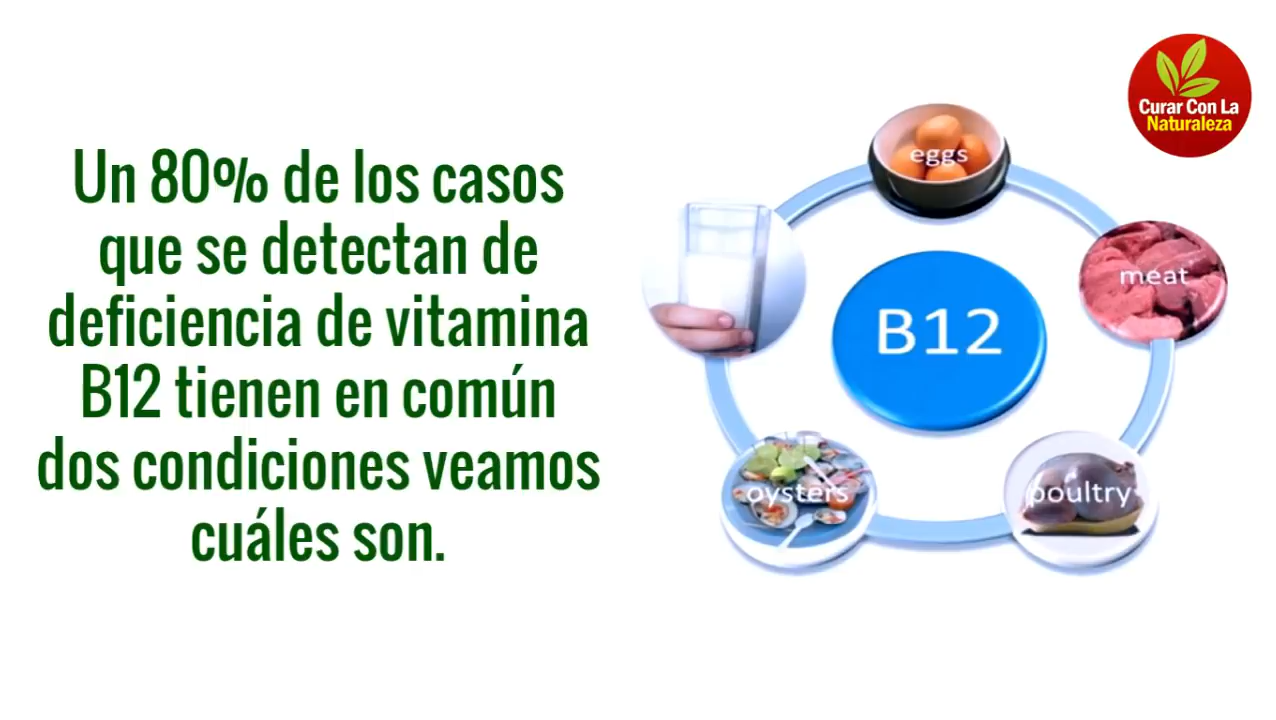 Un 80% de los casos
que se detectan de
deficiencia de vitamina
B12 tienen en común
dos condiciones veamos
cuáles son.
Curar Con La
Naturaleza
eggs
meat
B12
oysters
poultry